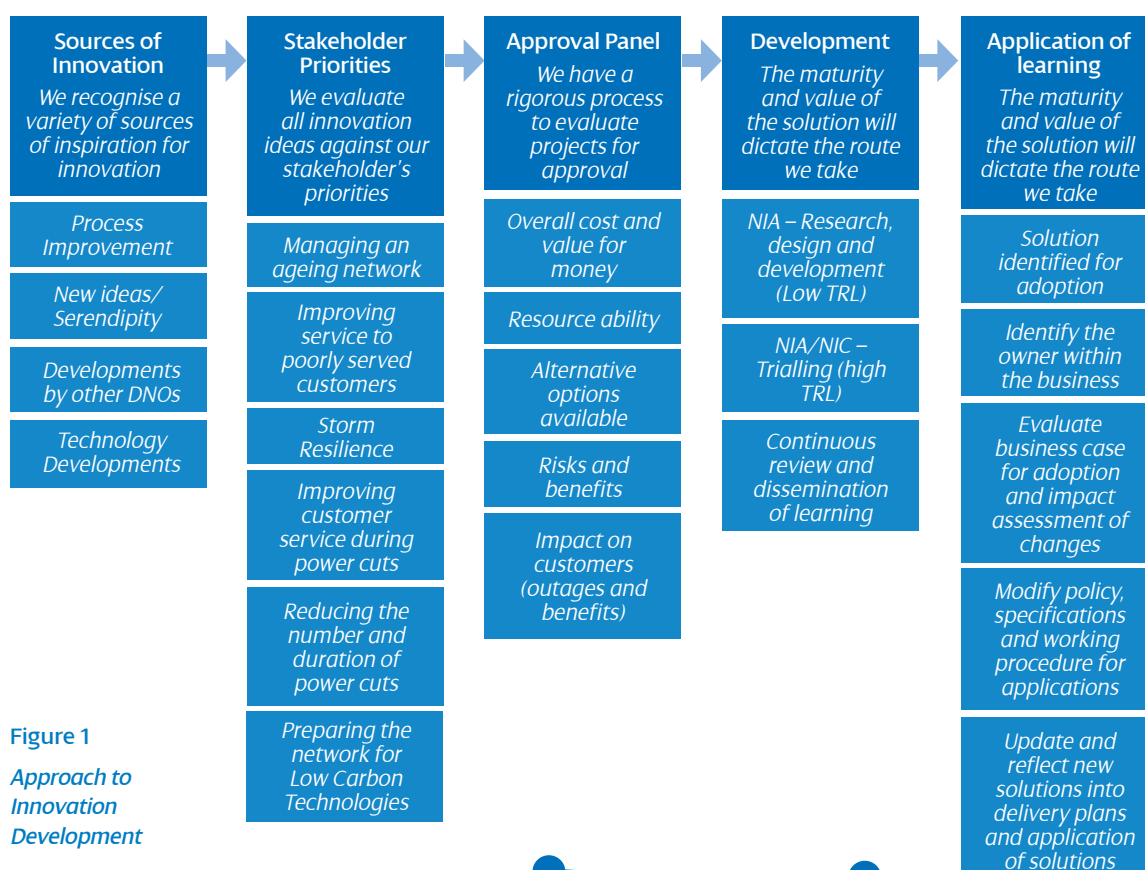 Sources of
Innovation
We recognise a
variety of sources
of inspiration for
innovation
Process
Improvement
New ideas/
Serendipity
Developments
by other DNOs
Technology
Developments
Stakeholder
Priorities
We evaluate
all innovation
ideas against our
stakeholder's
priorities
Managing an
ageing network
Improving
service to
poorly served
customers
Storm
Resilience
Improving
customer
service during
power cuts
Reducing the
number and
duration of
power cuts
Preparing the
network for
Low Carbon
Technologies
Approval Panel
We have a
rigorous process
to evaluate
projects for
approval
Overall cost and
value for
money
Resource ability
Alternative
options
available
Risks and
benefits
Impact on
customers
(outages and
benefits)
Development
The maturity
and value of
the solution will
dictate the route
we take
NIA – Research,
design and
development
(Low TRL)
NIA/NIC –
Trialling (high
TRL)
Continuous
review and
dissemination
of learning
Application of
learning
The maturity
and value of
the solution will
dictate the route
we take
Solution
identified for
adoption
Identify the
owner within
the business
Evaluate
business case
for adoption
and impact
assessment of
changes
Modify policy,
specifications
and working
procedure for
applications
Update and
reflect new
solutions into
delivery plans
and application
of solutions
Figure 1
Approach to
Innovation
Development